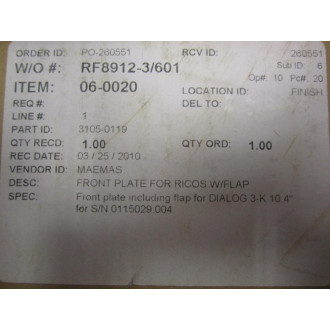 ORDER ID: PO-260551 RCV ID: 260551
W/O #: RF8912-3/601 Sub ID: 6
Op#: 10 Pc#: 20
ITEM: 06-0020 LOCATION ID: FINISH
REQ #: DEL TO:
LINE #: 1
PART ID: 3105-0119
QTY RECD: 1.00 QTY ORD: 1.00
REC DATE: 03 / 25 / 2010
VENDOR ID: MAEMAS
DESC: FRONT PLATE FOR RICOS W/FLAP
SPEC: Front plate including flap for DIALOG 3-K 10.4"
for S/N 0115029.004